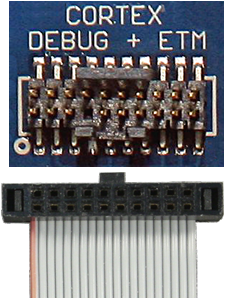 CORTEX
DEBUG + ETM